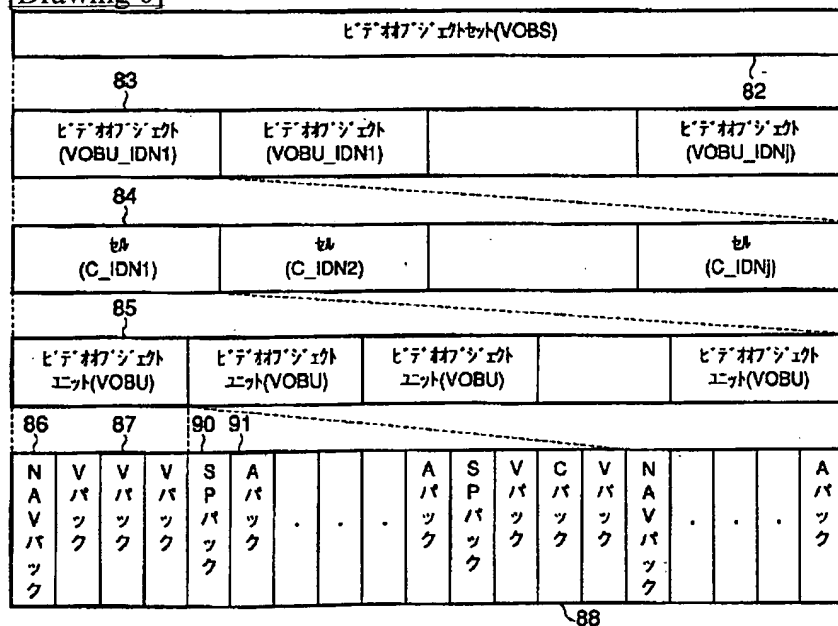 [Drawing 6]
ビデオオブジェクトセット(VOBS)
83
82
ビデオオブジェクト
(VOBU_IDN1)
ビデオオブジェクト
(VOBU_IDN1)
ビデオオブジェクト
(VOBU_IDNj)
84
セル
(C_IDN1)
セル
(C_IDN2)
セル
(C_IDNj)
85
ビデオオブジェクト
ユニット(VOBU)
ビデオオブジェクト
ユニット(VOBU)
ビデオオブジェクト
ユニット(VOBU)
ビデオオブジェクト
ユニット(VOBU)
86
87
90
91
NAVパック
Vパック
Vパック
Vパック
SPパック
Aパック
・
・
・
Aパック
SPパック
Vパック
Cパック
Vパック
NAVパック
・
・
・
Aパック
88